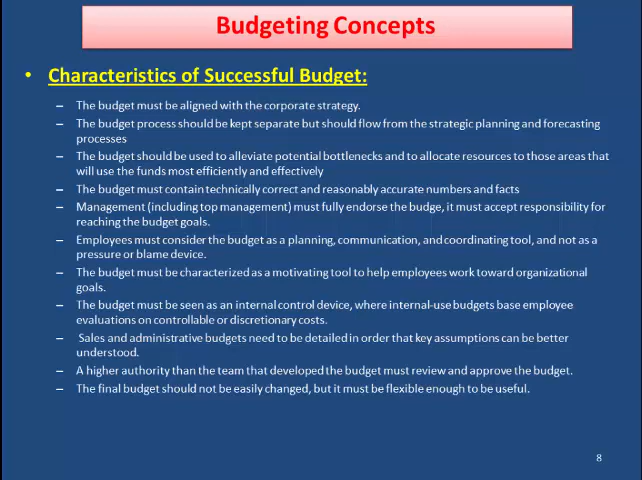 Budgeting Concepts
• Characteristics of Successful Budget:
– The budget must be aligned with the corporate strategy.
– The budget process should be kept separate but should flow from the strategic planning and forecasting
processes
– The budget should be used to alleviate potential bottlenecks and to allocate resources to those areas that
will use the funds most efficiently and effectively
– The budget must contain technically correct and reasonably accurate numbers and facts
– Management (including top management) must fully endorse the budge, it must accept responsibility for
reaching the budget goals.
– Employees must consider the budget as a planning, communication, and coordinating tool, and not as a
pressure or blame device.
– The budget must be characterized as a motivating tool to help employees work toward organizational
goals.
– The budget must be seen as an internal control device, where internal-use budgets base employee
evaluations on controllable or discretionary costs.
– Sales and administrative budgets need to be detailed in order that key assumptions can be better
understood.
– A higher authority than the team that developed the budget must review and approve the budget.
– The final budget should not be easily changed, but it must be flexible enough to be useful.
8